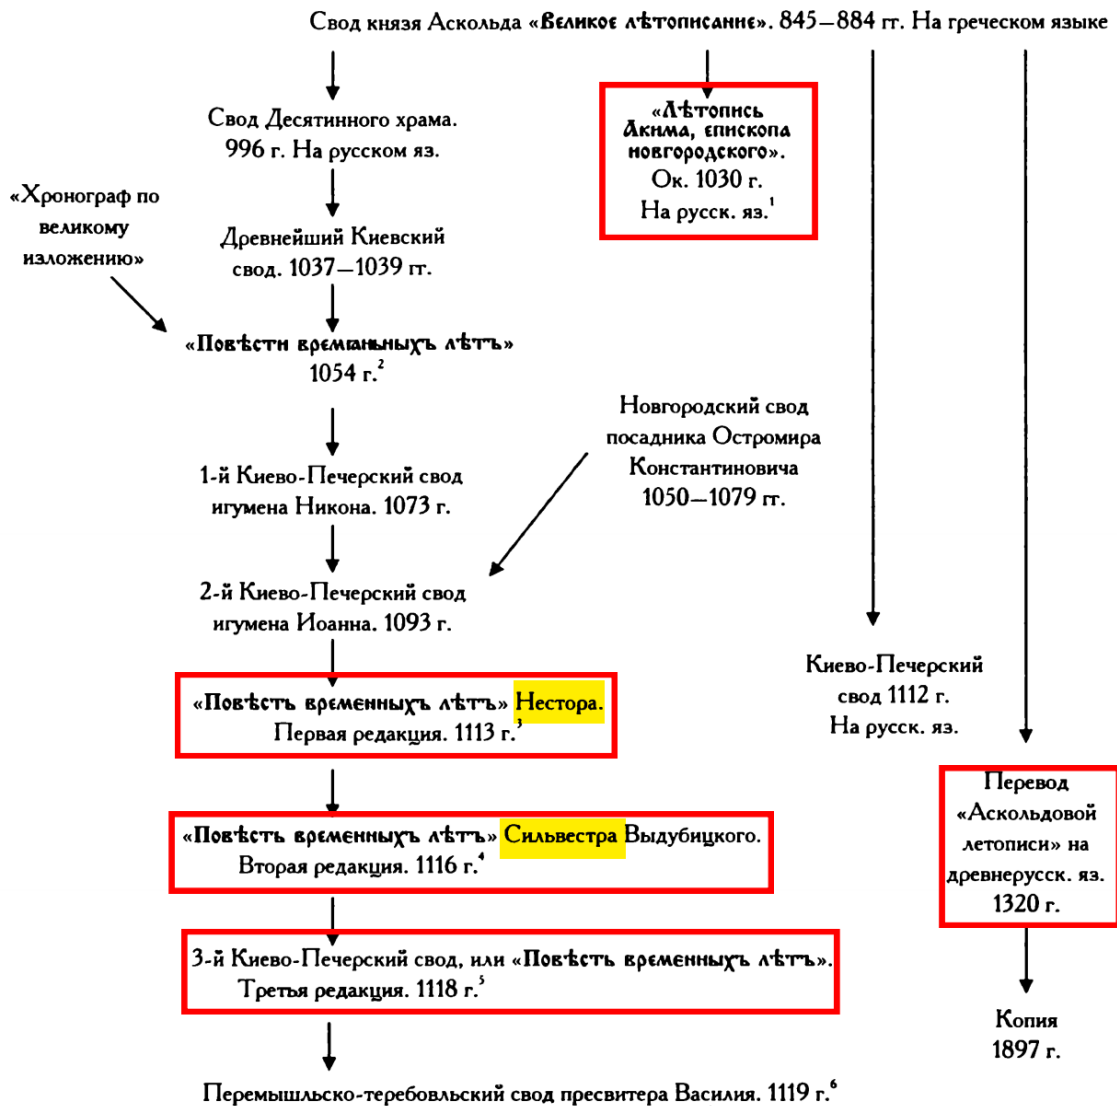 Свод князя Аскольда «Великое лѣтописание». 845–884 гг. На греческом языке
Свод Десятинного храма.
996 г. На русском яз.
«Лѣтопись
Акима, епископа
новгородского».
Ок. 1030 г.
На русск. яз.¹
«Хронограф по
великому
изложению»
Древнейший Киевский
свод. 1037–1039 гг.
«Повѣсти времяньныхъ лѣтъ»
1054 г.²
Новгородский свод
посадника Остромира
Константиновича
1050–1079 гг.
1-й Киево-Печерский свод
игумена Никона. 1073 г.
2-й Киево-Печерский свод
игумена Иоанна. 1093 г.
Киево-Печерский
свод 1112 г.
На русск. яз.
«Повѣсть временныхъ лѣтъ» Нестора.
Первая редакция. 1113 г.³
Перевод
«Аскольдовой
летописи» на
древнерусск. яз.
1320 г.
«Повѣсть временныхъ лѣтъ» Сильвестра Выдубицкого.
Вторая редакция. 1116 г.⁴
3-й Киево-Печерский свод, или «Повѣсть временныхъ лѣтъ».
Третья редакция. 1118 г.⁵
Копия
1897 г.
Перемышльско-теребовльский свод пресвитера Василия. 1119 г.⁶